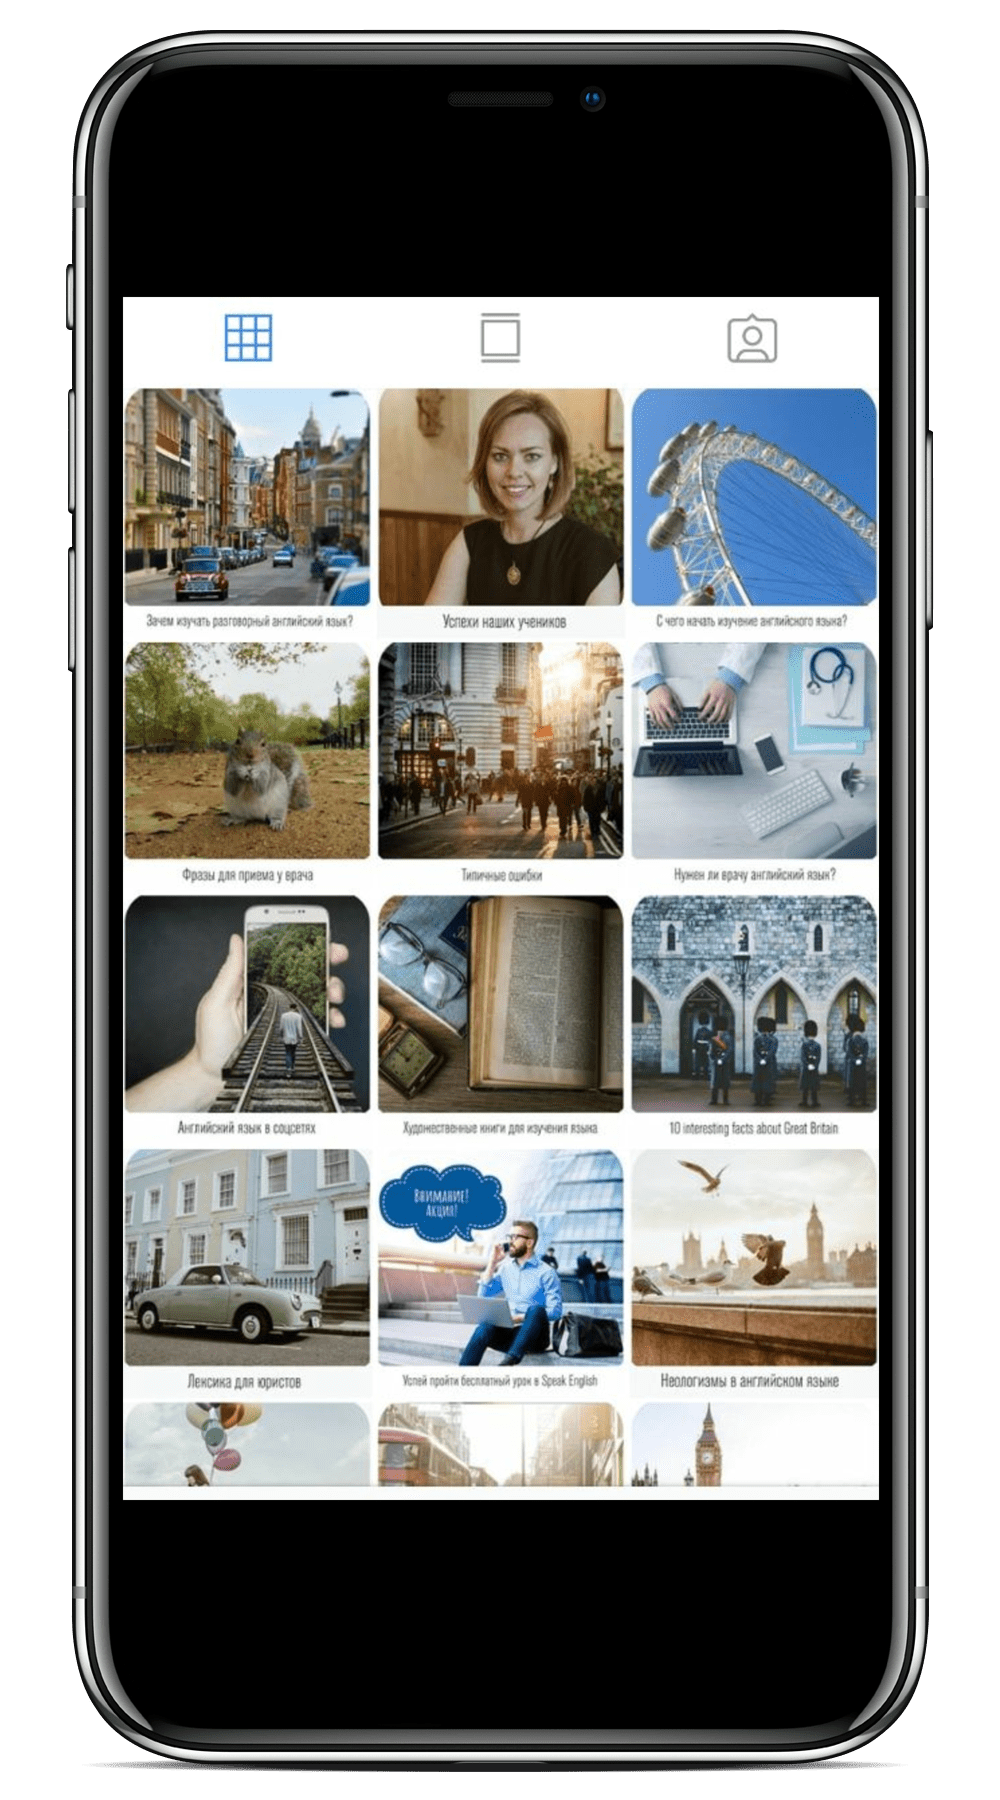 Зачем изучать разговорный английский язык?
Успехи наших учеников
С чего начать изучение английского языка?
Фразы для приема у врача
Типичные ошибки
Нужен ли врачу английский язык?
Английский язык в соцсетях
Художественные книги для изучения языка
10 interesting facts about Great Britain
Внимание!
Акция!
Лексика для юристов
Успей пройти бесплатный урок в Speak English
Неологизмы в английском языке